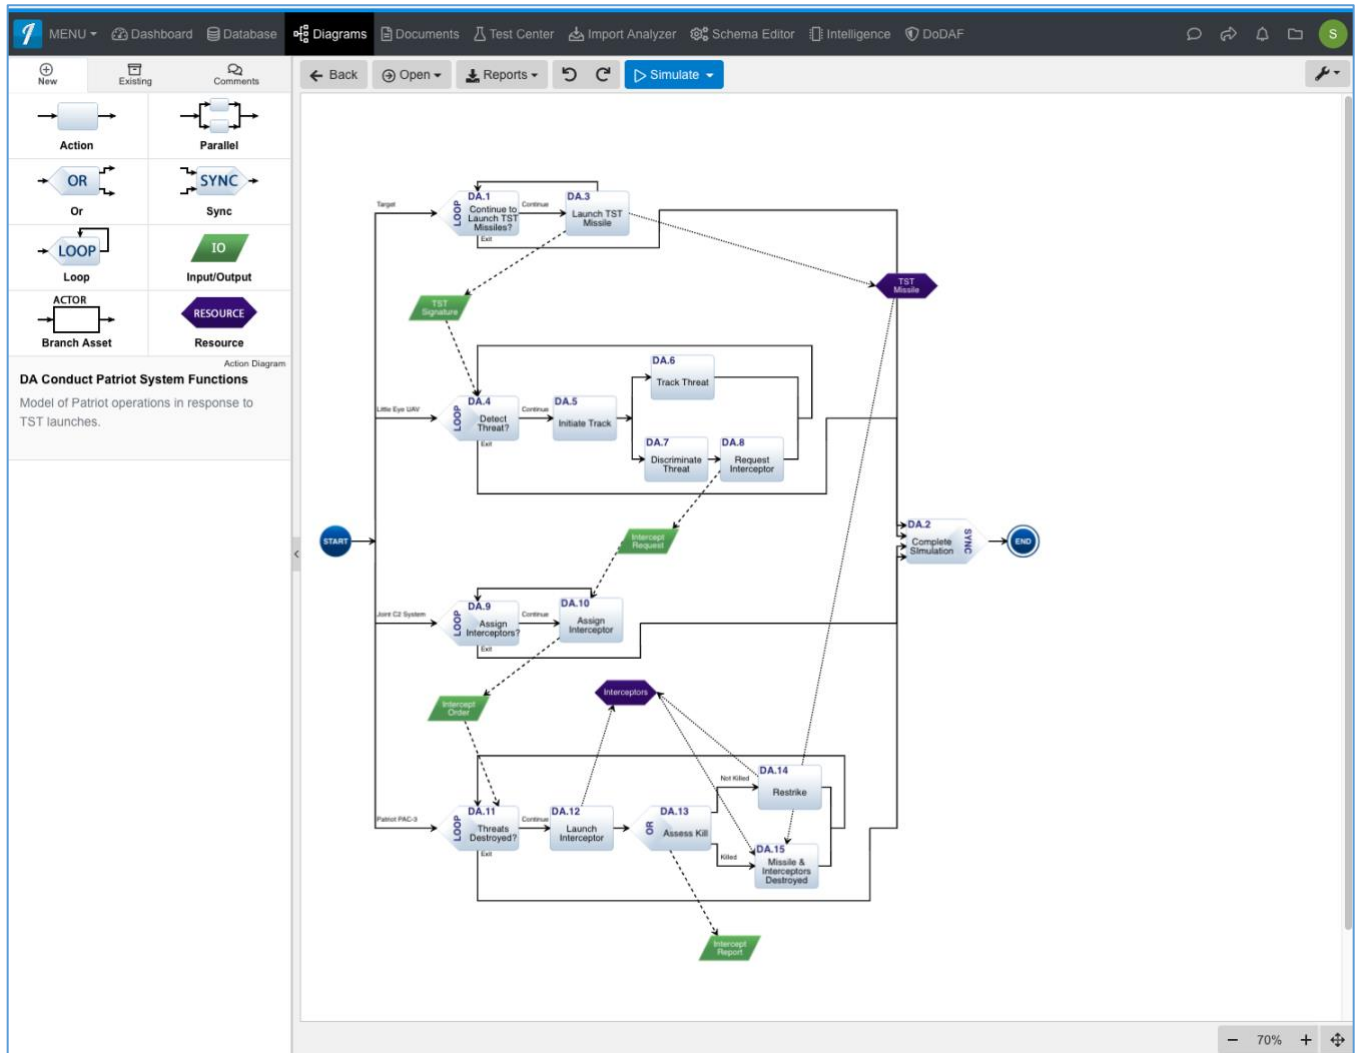 MENU Dashboard Database Diagrams Documents Test Center Import Analyzer Schema Editor Intelligence DoDAF S
New Existing Comments
Back Open Reports Simulate
Action
Parallel
OR
Or
SYNC
Sync
LOOP
Loop
IO
Input/Output
ACTOR
Branch Asset
RESOURCE
Resource
Action Diagram
DA Conduct Patriot System Functions
Model of Patriot operations in response to
TST launches.
Target
LOOP
DA.1
Continue to
Launch TST
Missiles?
Continue
Exit
DA.3
Launch TST
Missile
TST
Missile
TST
Signature
Little Eye UAV
LOOP
DA.4
Detect
Threat?
Continue
Exit
DA.5
Initiate Track
DA.6
Track Threat
DA.7
Discriminate
Threat
DA.8
Request
Interceptor
START
Intercept
Request
DA.2
Complete
SImulation
SYNC
END
Joint C2 System
LOOP
DA.9
Assign
Interceptors?
Continue
Exit
DA.10
Assign
Interceptor
Intercept
Order
Interceptors
Patriot PAC-3
LOOP
DA.11
Threats
Destroyed?
Continue
Exit
DA.12
Launch
Interceptor
OR
DA.13
Assess Kill
Not Killed
Killed
DA.14
Restrike
DA.15
Missile &
Interceptors
Destroyed
Intercept
Report
70%